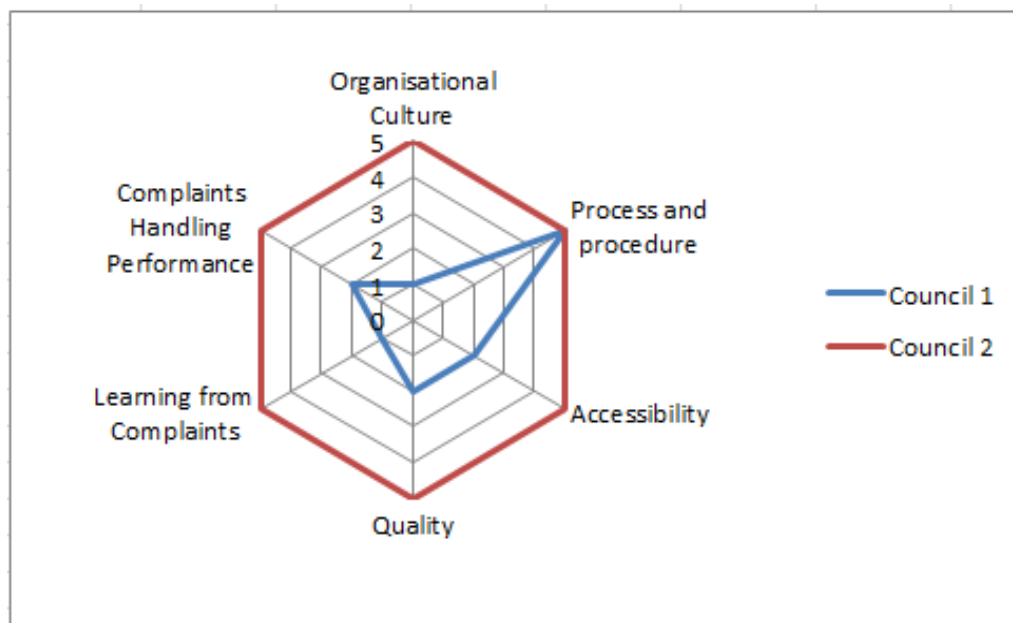 Organisational
Culture
5
4
3
2
1
0
Complaints
Handling
Performance
Process and
procedure
Council 1
Council 2
Learning from
Complaints
Accessibility
Quality